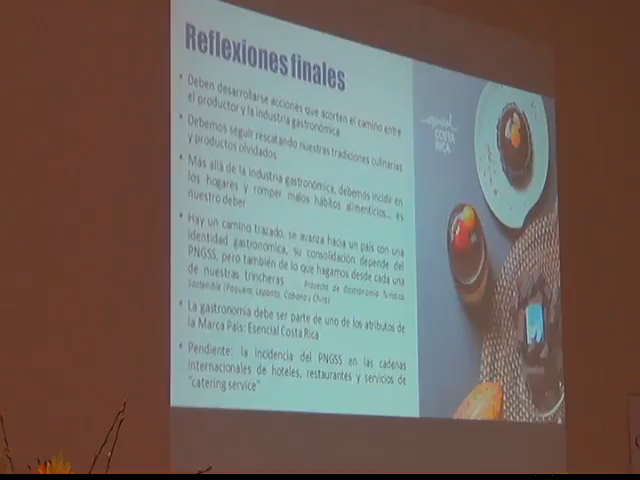 Reflexiones finales
• Deben desarrollarse acciones que acorten el camino entre
el productor y la industria gastronómica
• Debemos seguir rescatando nuestras tradiciones culinarias
y productos olvidados
• Más allá de la industria gastronómica, debemos incidir en
los hogares y romper malos hábitos alimenticios... es
nuestro deber
• Hay un camino trazado, se avanza hacia un país con una
identidad gastronómica, su consolidación depende del
PNGSS, pero también de lo que hagamos desde cada una
de nuestras trincheras ... Proyecto de Gastronomía Turística
Sostenible (Paquera, Lepanto, Cobano y Chira)
• La gastronomía debe ser parte de uno de los atributos de
la Marca País: Esencial Costa Rica
• Pendiente: la incidencia del PNGSS en las cadenas
internacionales de hoteles, restaurantes y servicios de
"catering service"
esencial
COSTA
RICA